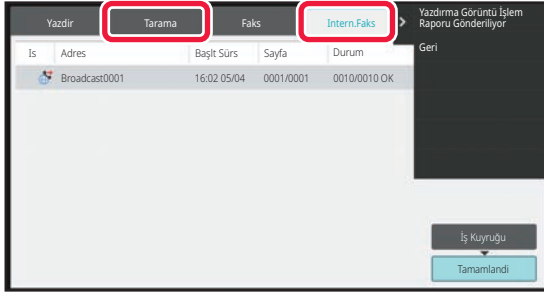 Yazdir Tarama Faks Intern.Faks
Yazdırma Görüntü İşlem
Raporu Gönderiliyor
Geri
Is Adres Başlt Sürs Sayfa Durum
Broadcast0001 16:02 05/04 0001/0001 0010/0010 OK
İş Kuyruğu
Tamamlandi